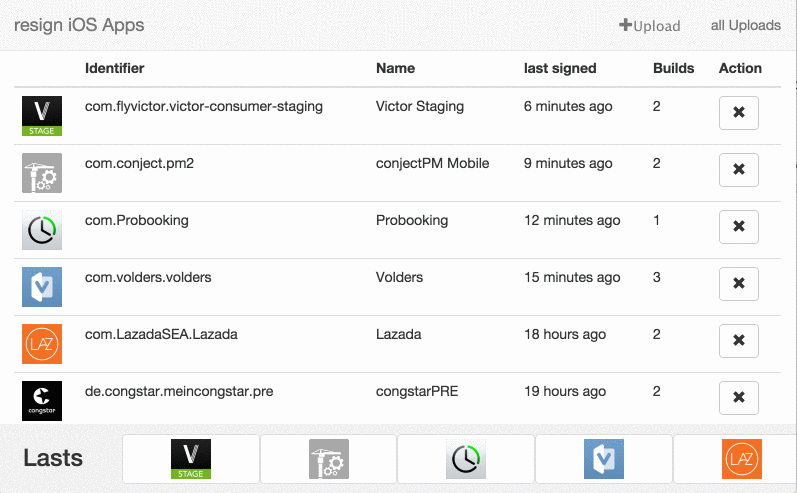 resign iOS Apps +Upload all Uploads
Identifier Name last signed Builds Action
V STAGE com.flyvictor.victor-consumer-staging Victor Staging 6 minutes ago 2
com.conject.pm2 conjectPM Mobile 9 minutes ago 2
com.Probooking Probooking 12 minutes ago 1
com.volders.volders Volders 15 minutes ago 3
LAZ com.LazadaSEA.Lazada Lazada 18 hours ago 2
congstar de.congstar.meincongstar.pre congstarPRE 19 hours ago 2
Lasts V STAGE LAZ